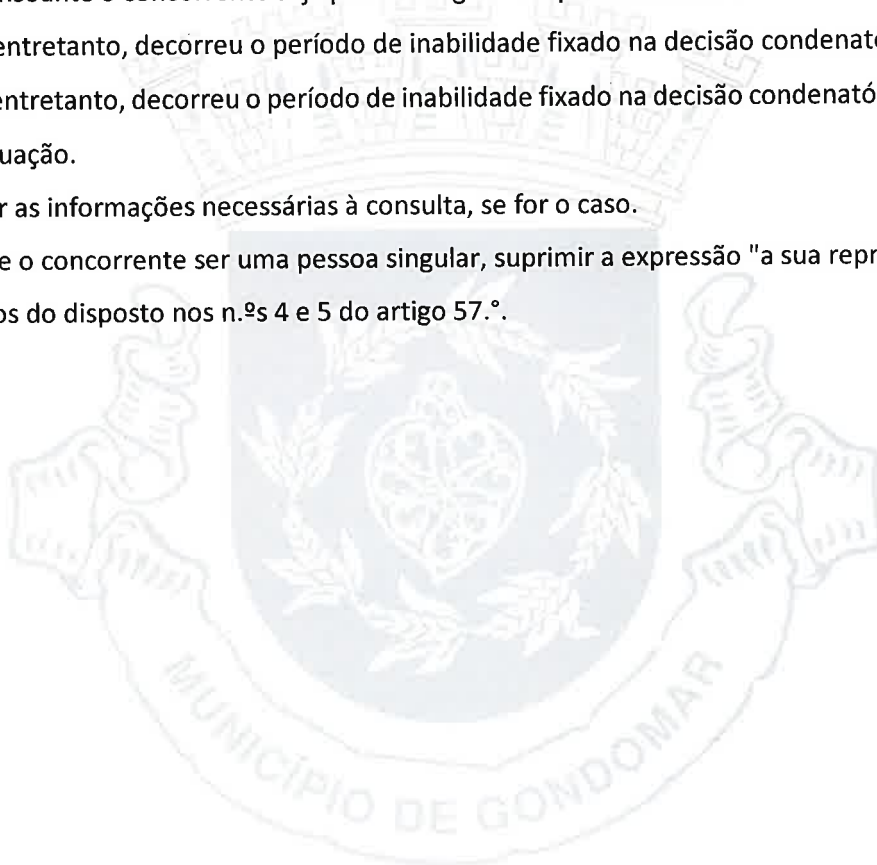 entretanto, decorreu o período de inabilidade fixado na decisão
entretanto, decorreu o período de inabilidade fixado na decisão
uação.
r as informações necessárias à consulta, se for o caso.
e o concorrente ser uma pessoa singular, suprimir a expressão "a sua repr
os do disposto nos n.ºs 4 e 5 do artigo 57.°.
MUNICÍPIO DE GONDOMAR